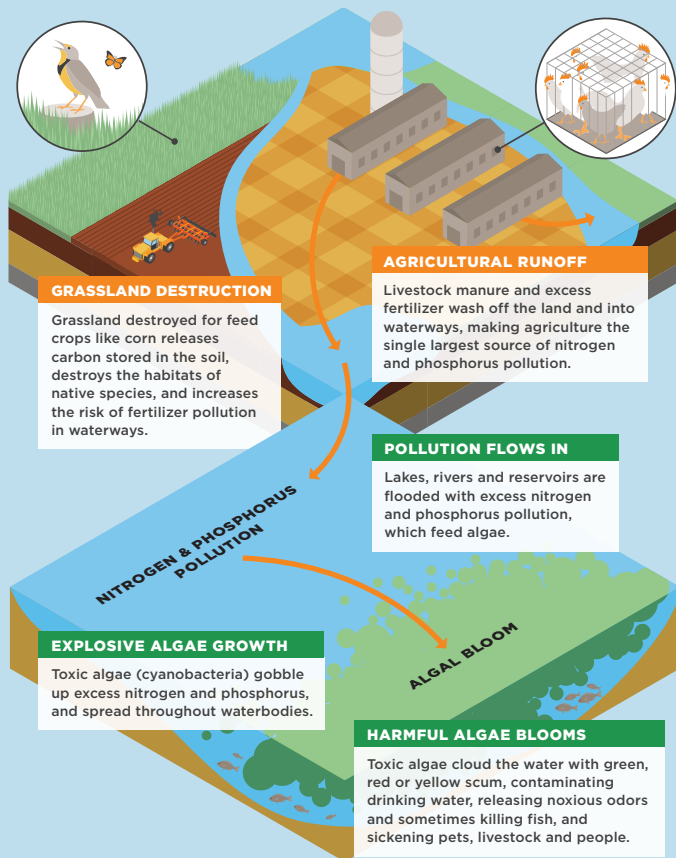 AGRICULTURAL RUNOFF
Livestock manure and excess
fertilizer wash off the land and into
waterways, making agriculture the
single largest source of nitrogen
and phosphorus pollution.
GRASSLAND DESTRUCTION
Grassland destroyed for feed
crops like corn releases
carbon stored in the soil,
destroys the habitats of
native species, and increases
the risk of fertilizer pollution
in waterways.
POLLUTION FLOWS IN
Lakes, rivers and reservoirs are
flooded with excess nitrogen
and phosphorus pollution,
which feed algae.
NITROGEN & PHOSPHORUS
POLLUTION
EXPLOSIVE ALGAE GROWTH
Toxic algae (cyanobacteria) gobble
up excess nitrogen and phosphorus,
and spread throughout waterbodies.
ALGAL BLOOM
HARMFUL ALGAE BLOOMS
Toxic algae cloud the water with green,
red or yellow scum, contaminating
drinking water, releasing noxious odors
and sometimes killing fish, and
sickening pets, livestock and people.